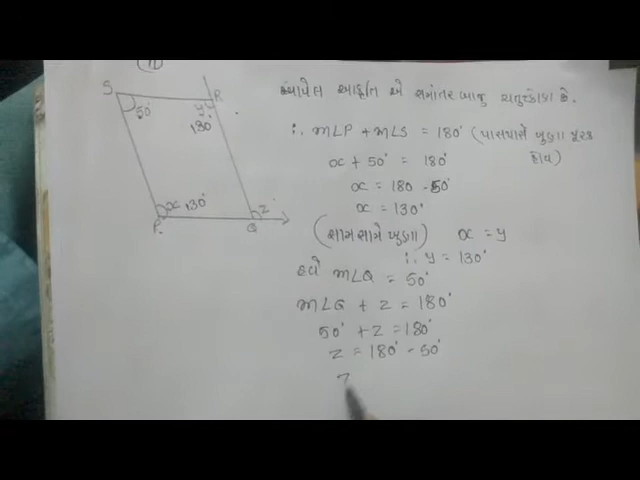 (ii)
S
R
50°
y
130°
x 130°
z
P.
Q
આપેલ આકૃતિ એ સમાંતરબાજુ ચતુષ્કોણ છે.
∴ m∠P + m∠S = 180° (પાસપાસે ખુણા પૂરક
હોય)
x + 50° = 180°
x = 180 - 50°
x = 130°
(સામસામે ખુણા) x = y
∴ y = 130°
હવે m∠Q = 50°
m∠Q + z = 180°
50° + z = 180°
z = 180° - 50°
z